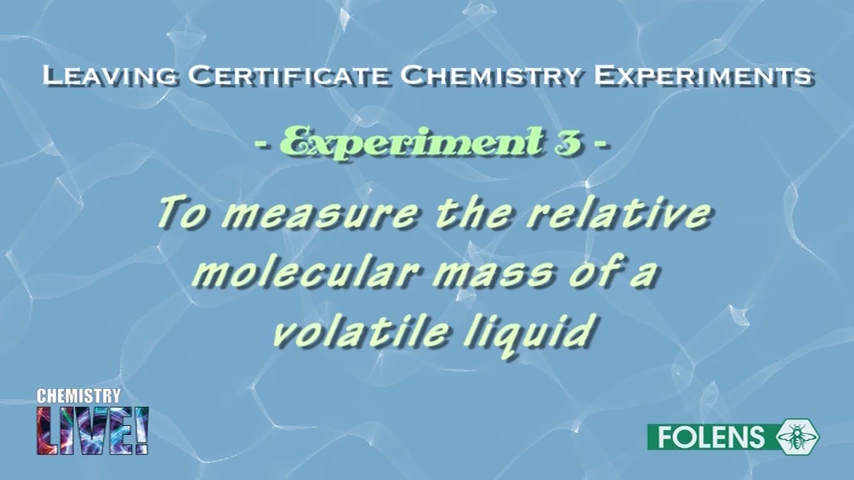 Leaving Certificate Chemistry Experiments
- Experiment 3 -
To measure the relative
molecular mass of a
volatile liquid
CHEMISTRY
LIVE!
FOLENS